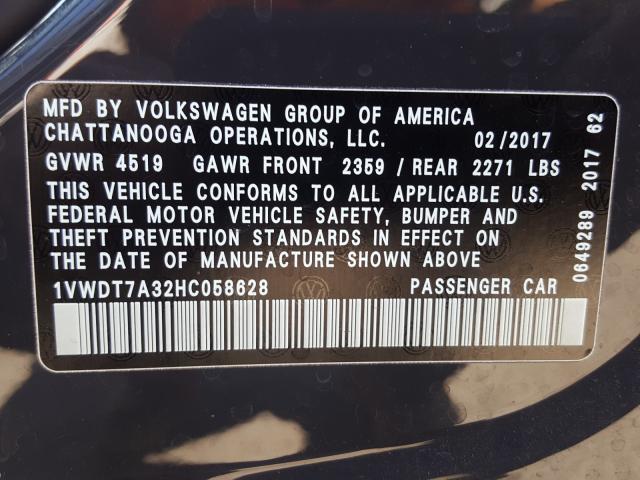 MFD BY VOLKSWAGEN GROUP OF AMERICA
CHATTANOOGA OPERATIONS, LLC. 02/2017
GVWR 4519 GAWR FRONT 2359 / REAR 2271 LBS
THIS VEHICLE CONFORMS TO ALL APPLICABLE U.S.
FEDERAL MOTOR VEHICLE SAFETY, BUMPER AND
THEFT PREVENTION STANDARDS IN EFFECT ON
THE DATE OF MANUFACTURE SHOWN ABOVE
1VWDT7A32HC058628 PASSENGER CAR
0649289 2017 62